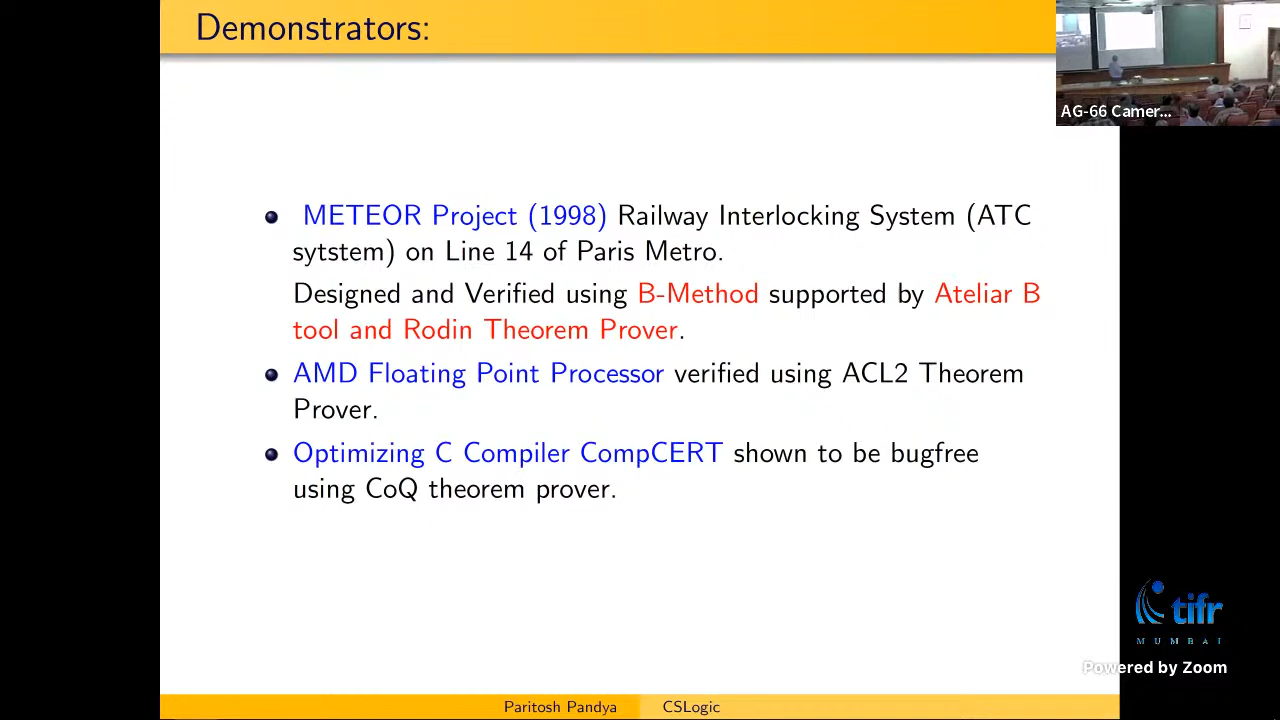 Demonstrators:
AG-66 Camer...
METEOR Project (1998) Railway Interlocking System (ATC
sytstem) on Line 14 of Paris Metro.
Designed and Verified using B-Method supported by Ateliar B
tool and Rodin Theorem Prover.
AMD Floating Point Processor verified using ACL2 Theorem
Prover.
Optimizing C Compiler CompCERT shown to be bugfree
using CoQ theorem prover.
tifr
MUMBAI
Powered by Zoom
Paritosh Pandya CSLogic